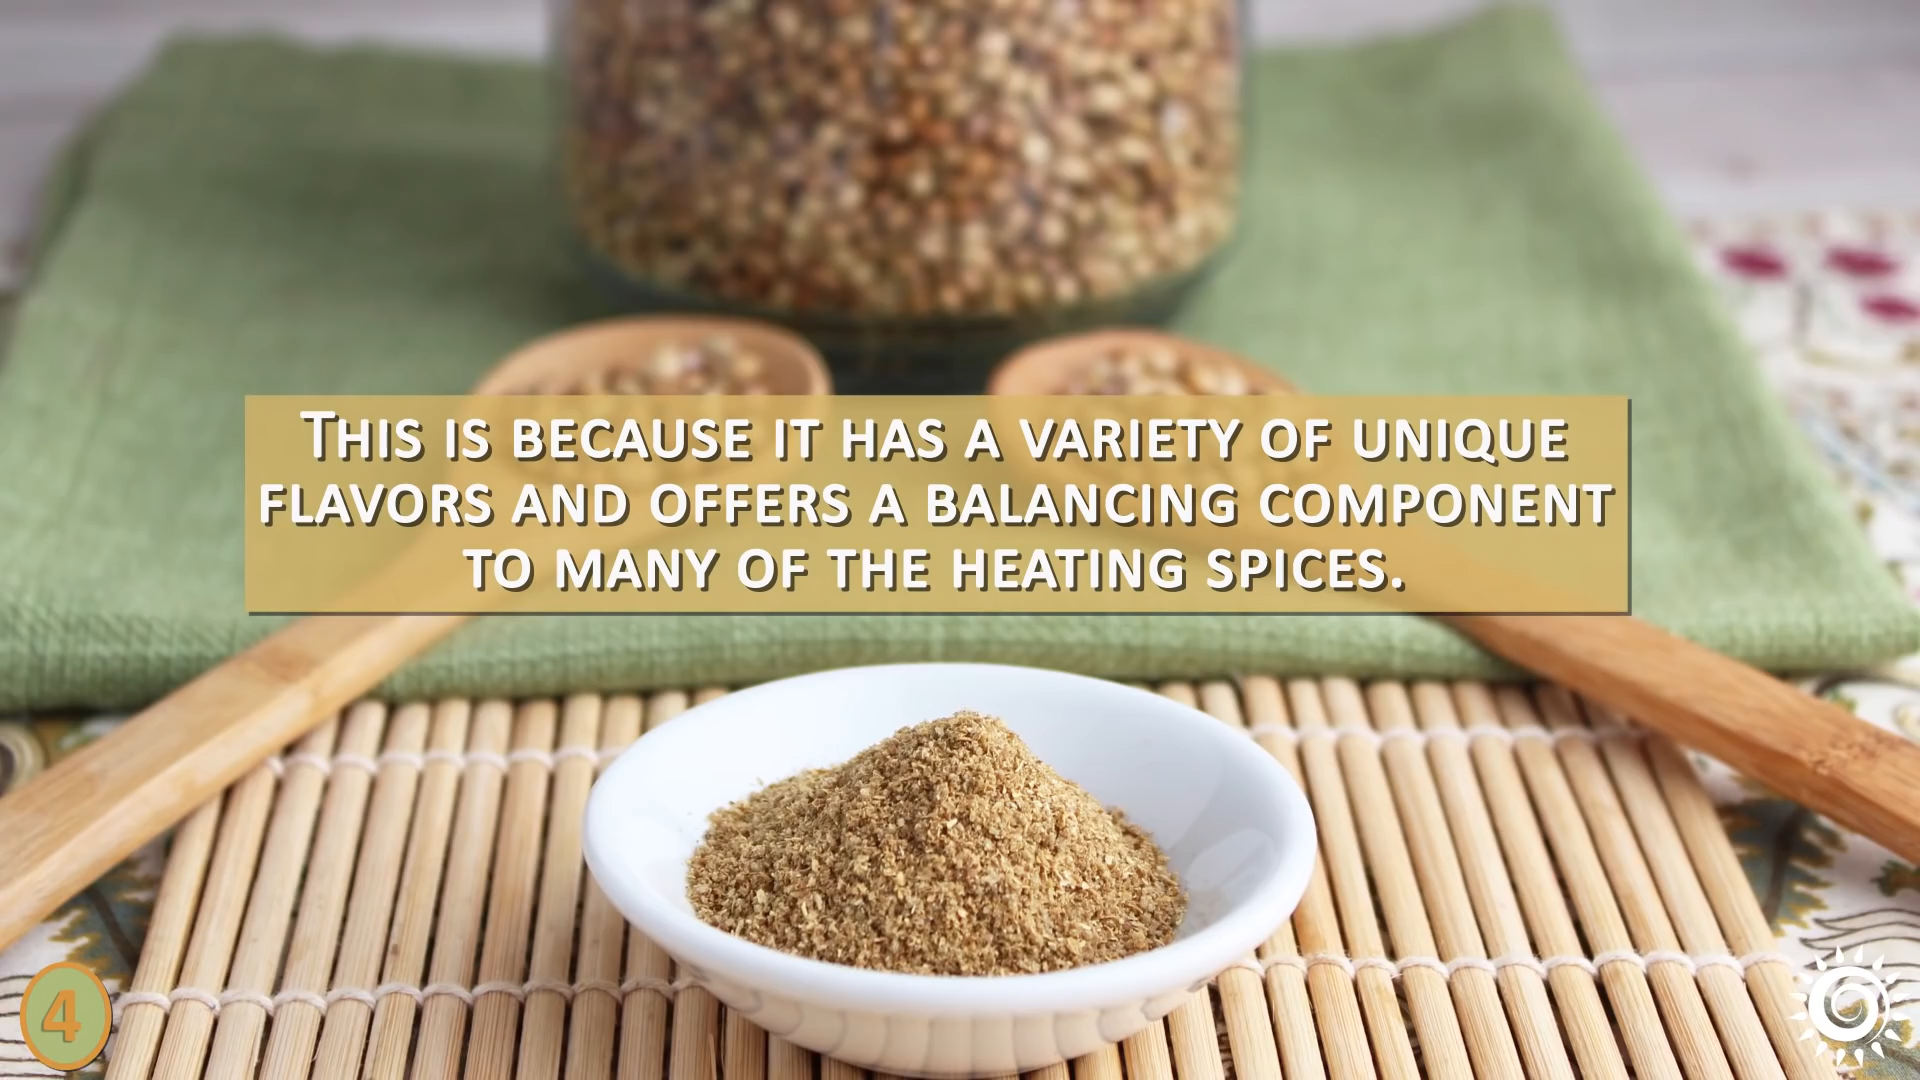 This is because it has a variety of unique
flavors and offers a balancing component
to many of the heating spices.
4